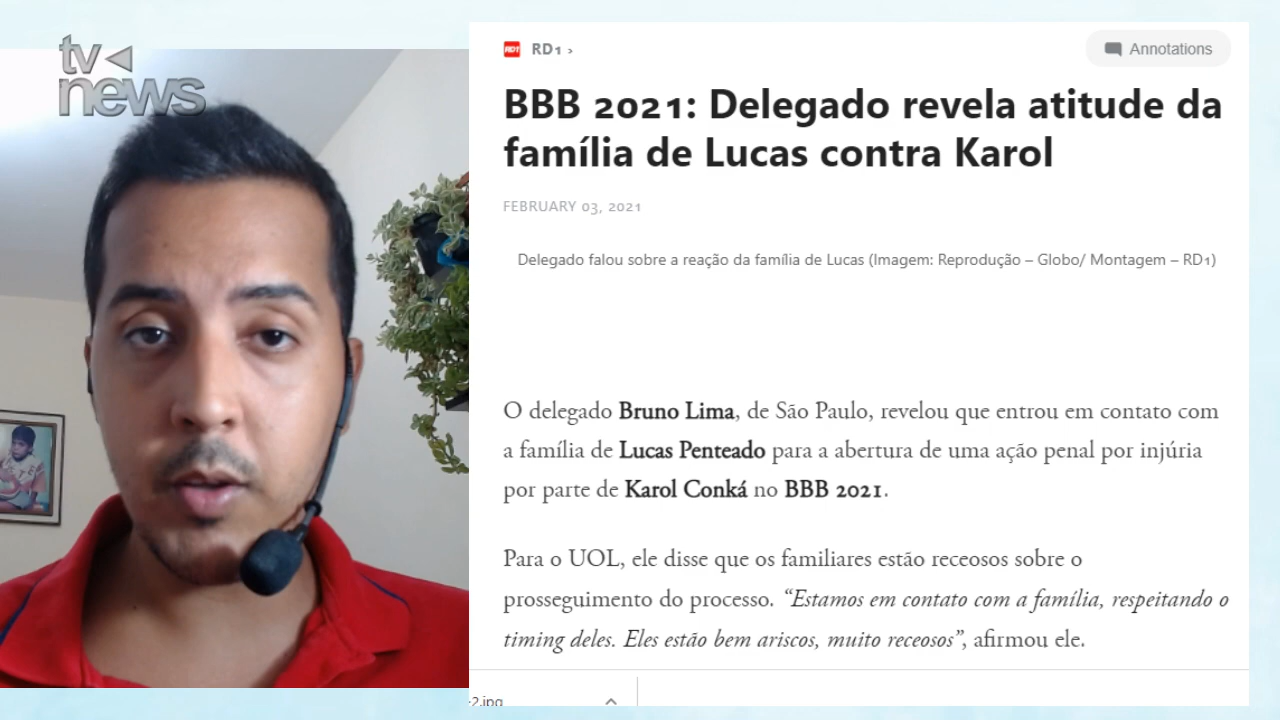 tv
news
RD1 ›
Annotations
BBB 2021: Delegado revela atitude da
família de Lucas contra Karol
FEBRUARY 03, 2021
Delegado falou sobre a reação da família de Lucas (Imagem: Reprodução – Globo/ Montagem – RD1)
O delegado Bruno Lima, de São Paulo, revelou que entrou em contato com
a família de Lucas Penteado para a abertura de uma ação penal por injúria
por parte de Karol Conká no BBB 2021.
Para o UOL, ele disse que os familiares estão receosos sobre o
prosseguimento do processo. “Estamos em contato com a família, respeitando o
timing deles. Eles estão bem ariscos, muito receosos”, afirmou ele.
-2.jpg